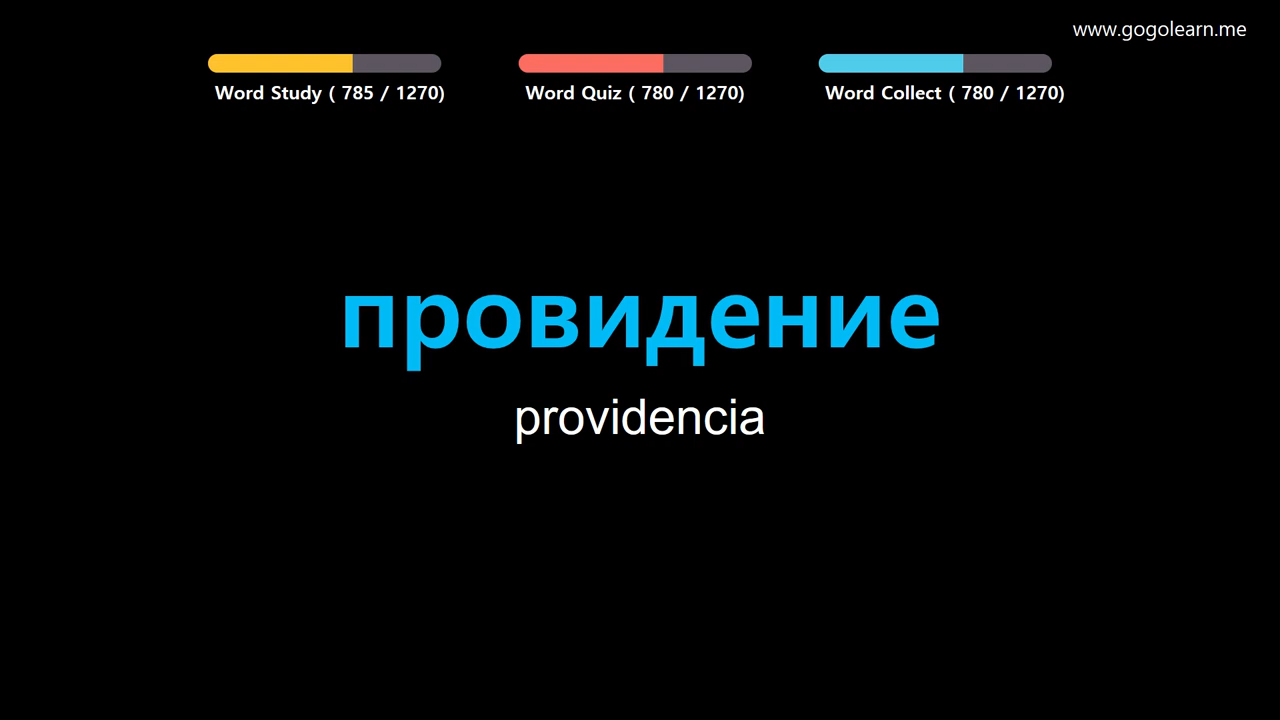 www.gogolearn.me
Word Study ( 785 / 1270)
Word Quiz ( 780 / 1270)
Word Collect ( 780 / 1270)
провидение
providencia